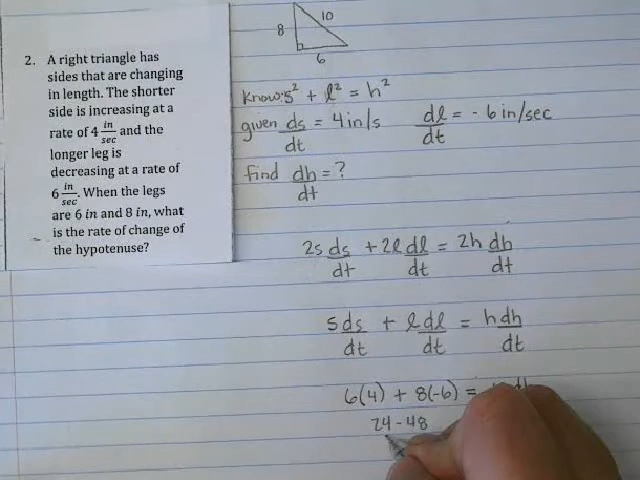 2. A right triangle has
sides that are changing
in length. The shorter
side is increasing at a
rate of 4 in/sec and the
longer leg is
decreasing at a rate of
6 in/sec. When the legs
are 6 in and 8 in, what
is the rate of change of
the hypotenuse?
8
10
6
know: s² + l² = h²
given ds/dt = 4in/s dl/dt = - 6 in/sec
find dh/dt = ?
2s ds/dt + 2l dl/dt = 2h dh/dt
s ds/dt + l dl/dt = h dh/dt
6(4) + 8(-6) =
24 - 48